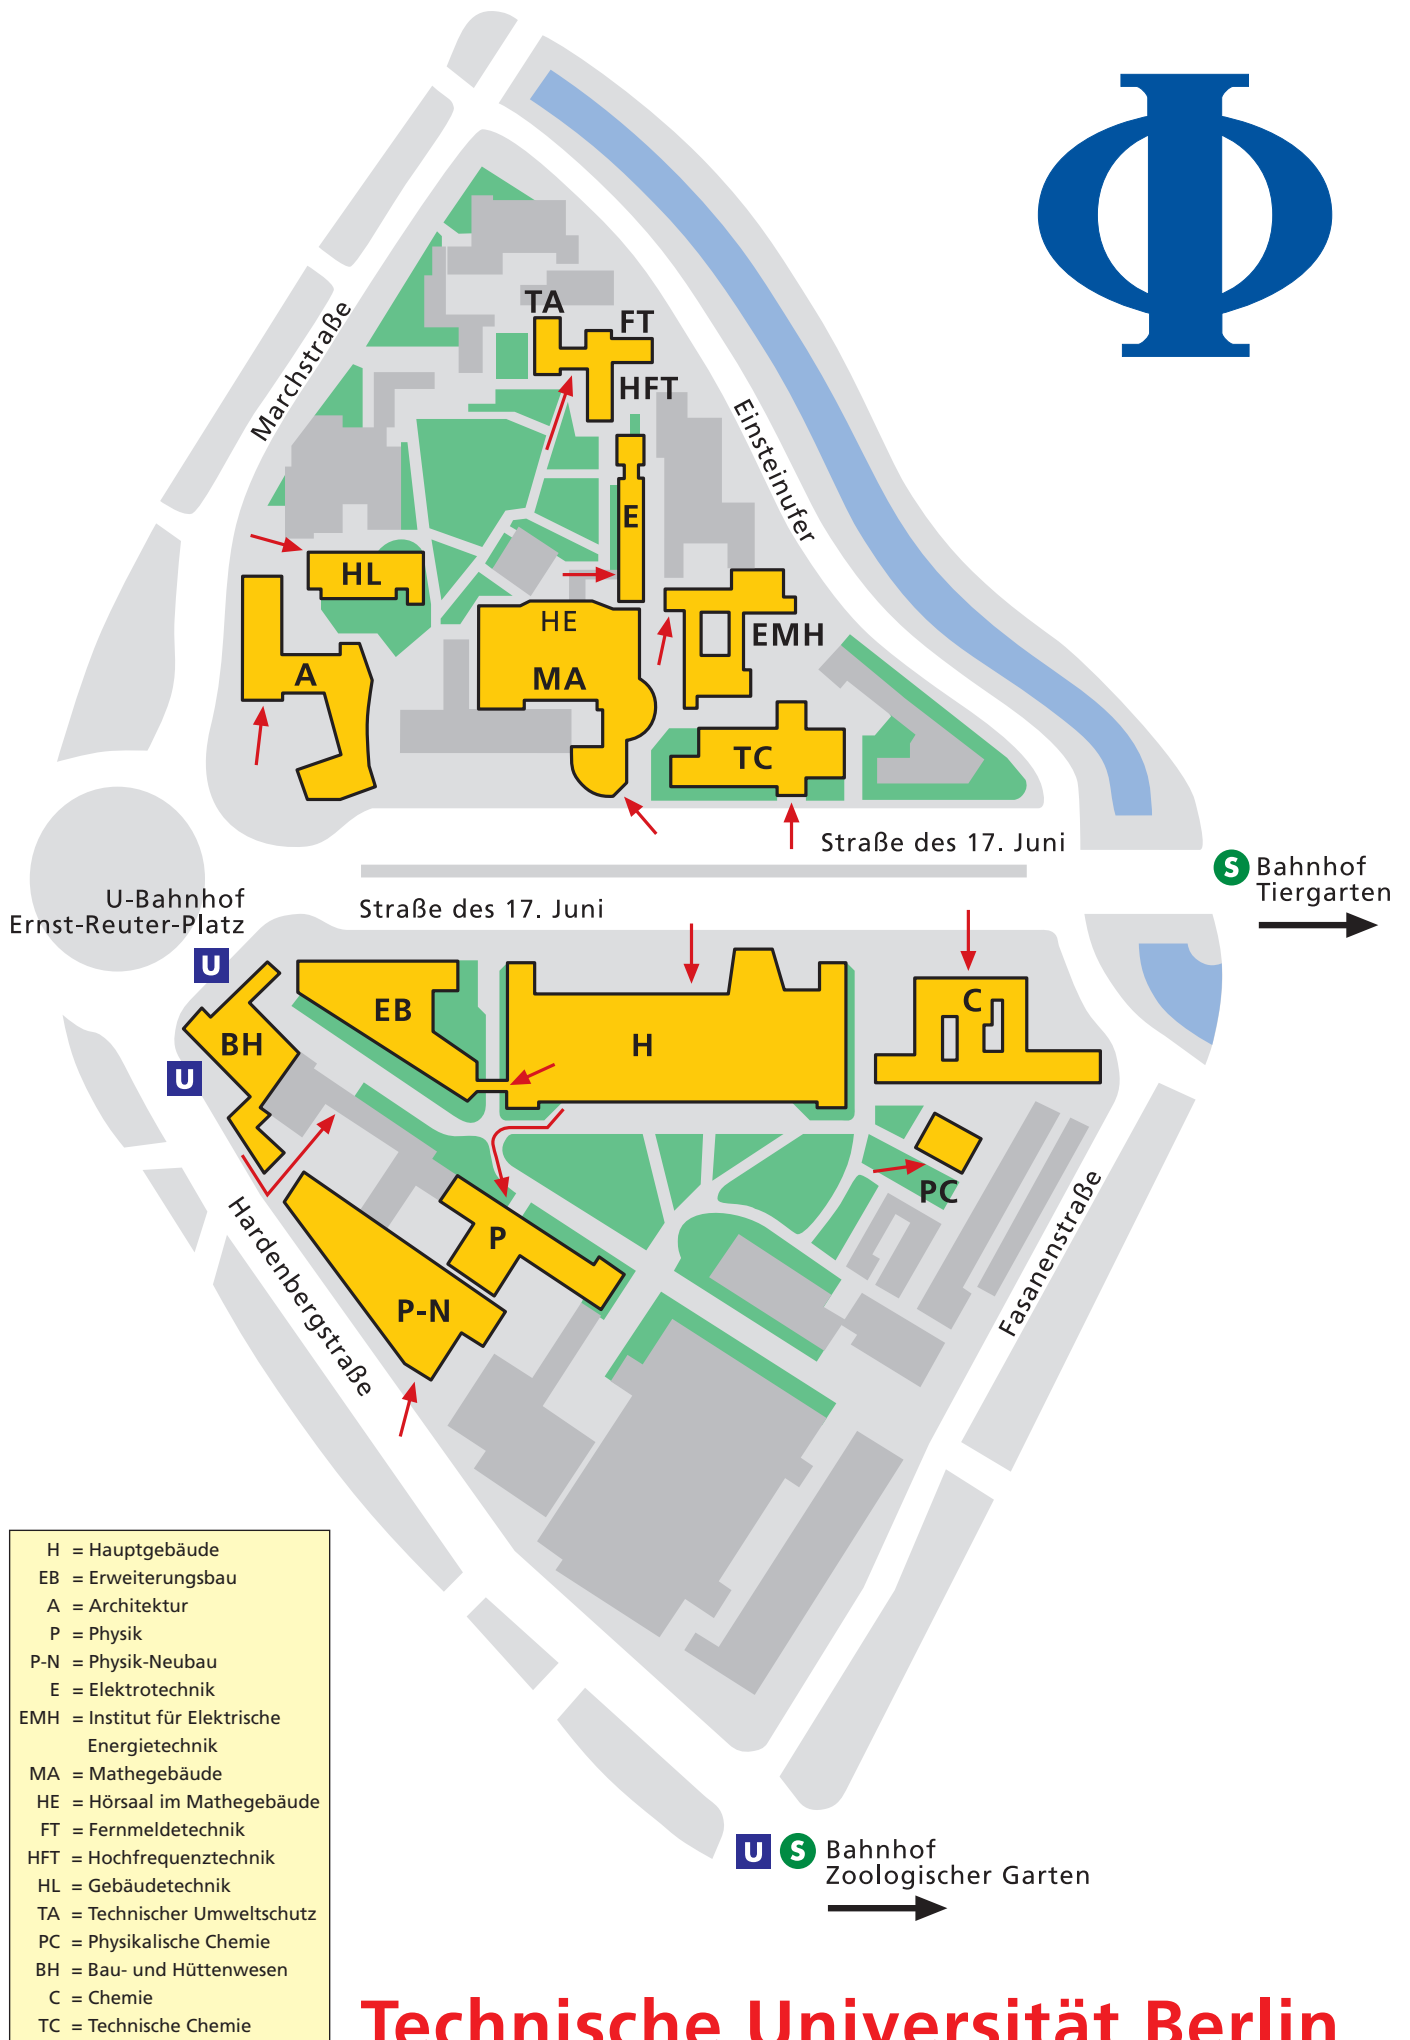 TA
FT
HFT
Marchstraße
Einsteinufer
E
HL
HE
EMH
A
MA
TC
Straße des 17. Juni
S Bahnhof
Tiergarten
U-Bahnhof
Ernst-Reuter-Platz
Straße des 17. Juni
U
C
EB
BH
H
U
PC
Hardenbergstraße
P
Fasanenstraße
P-N
H = Hauptgebäude
EB = Erweiterungsbau
A = Architektur
P = Physik
P-N = Physik-Neubau
E = Elektrotechnik
EMH = Institut für Elektrische
Energietechnik
MA = Mathegebäude
HE = Hörsaal im Mathegebäude
FT = Fernmeldetechnik
HFT = Hochfrequenztechnik
HL = Gebäudetechnik
TA = Technischer Umweltschutz
PC = Physikalische Chemie
BH = Bau- und Hüttenwesen
C = Chemie
TC = Technische Chemie
U S Bahnhof
Zoologischer Garten
Technische Universität Berlin